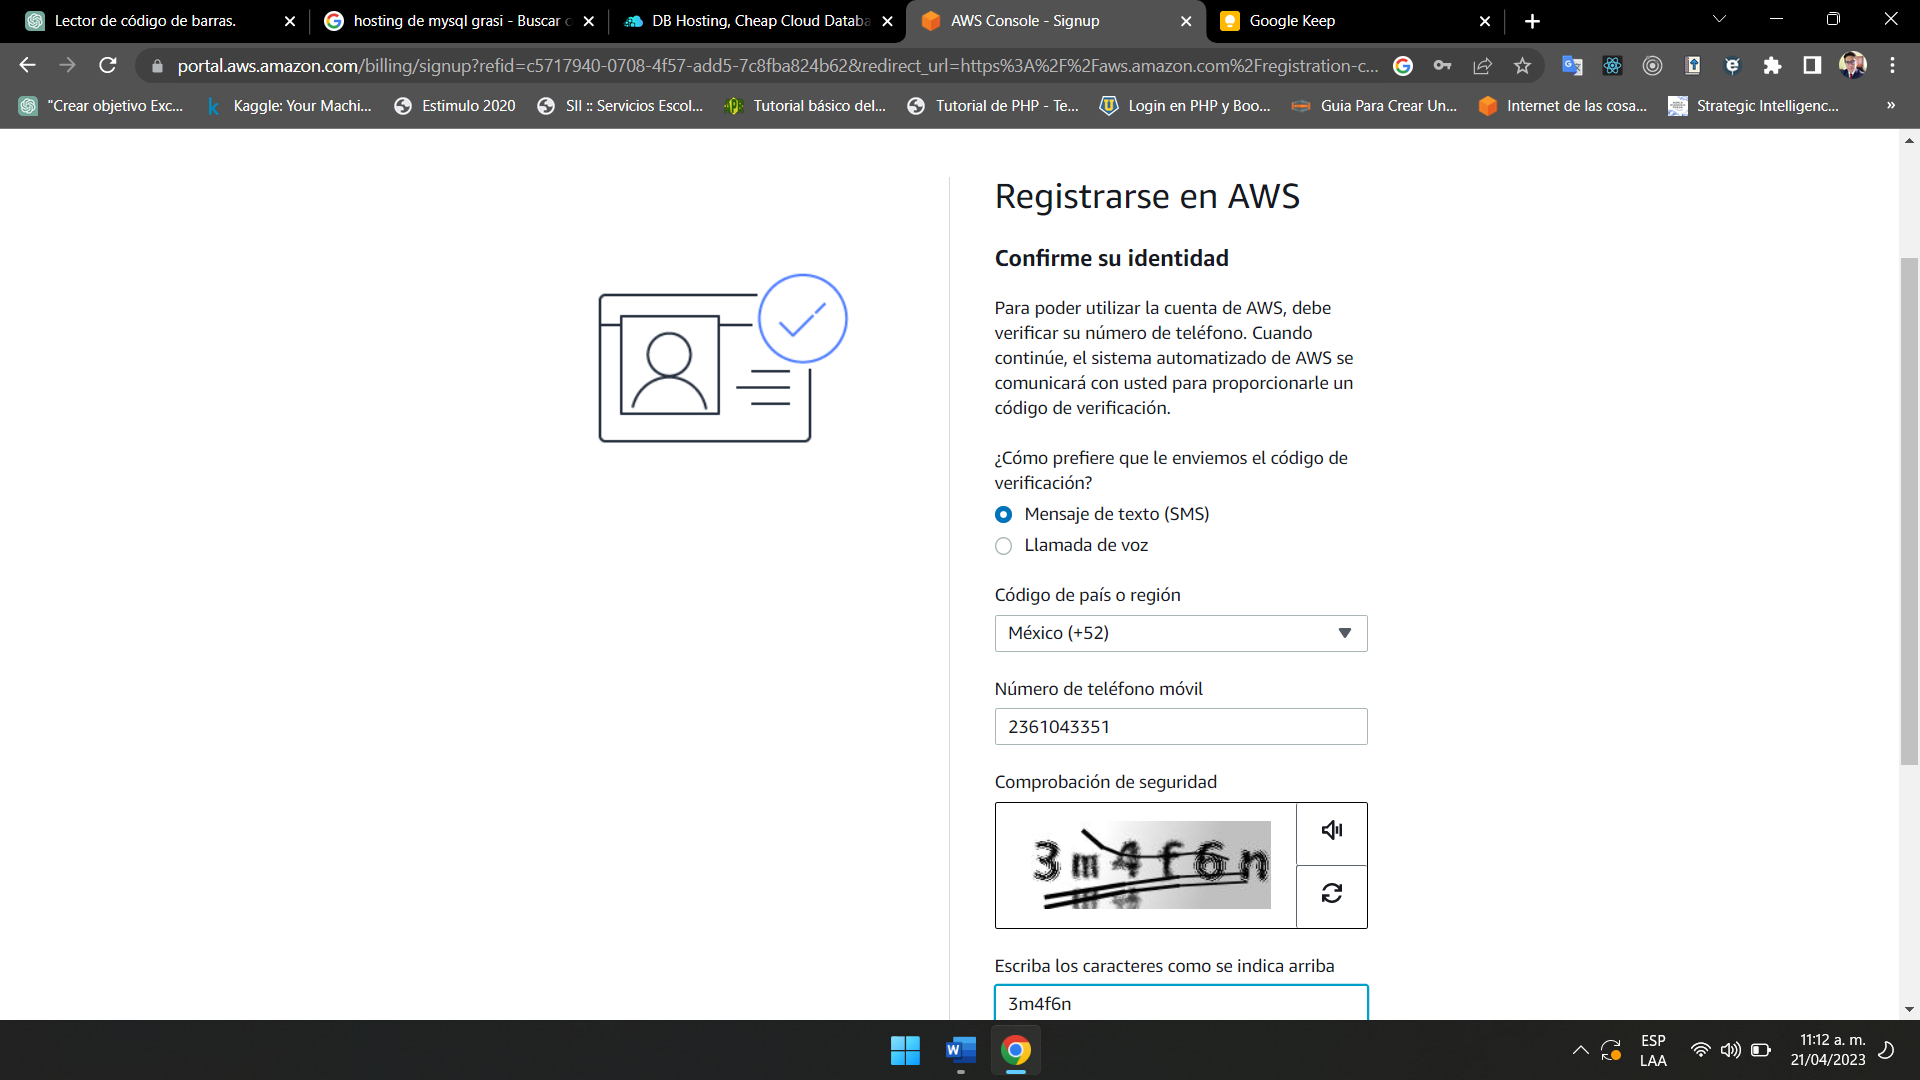 Lector de código de barras.
hosting de mysql grasi - Buscar c
DB Hosting, Cheap Cloud Databa
AWS Console - Signup
Google Keep
portal.aws.amazon.com/billing/signup?refid=c5717940-0708-4f57-add5-7c8fba824b62&redirect_url=https%3A%2F%2Faws.amazon.com%2Fregistration-c...
"Crear objetivo Exc...
Kaggle: Your Machi...
Estimulo 2020
SII :: Servicios Escol...
Tutorial básico del...
Tutorial de PHP - Te...
Login en PHP y Boo...
Guia Para Crear Un...
Internet de las cosa...
Strategic Intelligenc...
»
Registrarse en AWS
Confirme su identidad
Para poder utilizar la cuenta de AWS, debe
verificar su número de teléfono. Cuando
continúe, el sistema automatizado de AWS se
comunicará con usted para proporcionarle un
código de verificación.
¿Cómo prefiere que le enviemos el código de
verificación?
Mensaje de texto (SMS)
Llamada de voz
Código de país o región
México (+52)
Número de teléfono móvil
2361043351
Comprobación de seguridad
3m4f6n
Escriba los caracteres como se indica arriba
3m4f6n
W
ESP
LAA
11:12 a. m.
21/04/2023